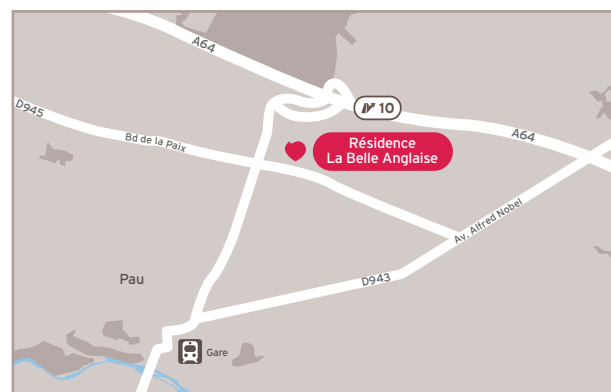 A64
10
D945
Bd de la Paix
Résidence
La Belle Anglaise
A64
Av. Alfred Nobel
D943
Pau
Gare